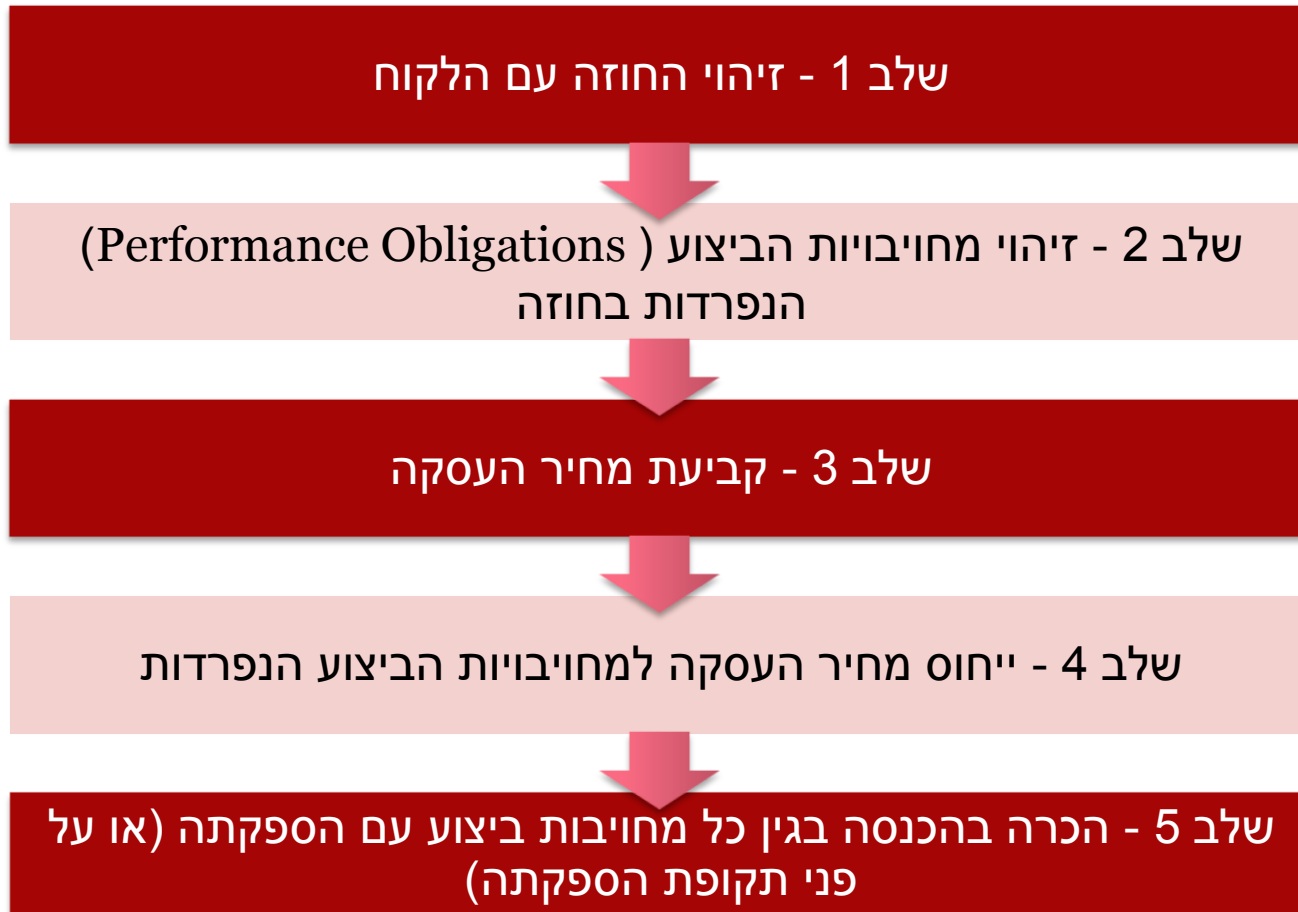 שלב 1 - זיהוי החוזה עם הלקוח
שלב 2 - זיהוי מחויבויות הביצוע ( Performance Obligations)
הנפרדות בחוזה
שלב 3 - קביעת מחיר העסקה
שלב 4 - ייחוס מחיר העסקה למחויבויות הביצוע הנפרדות
שלב 5 - הכרה בהכנסה בגין כל מחויבות ביצוע עם הספקתה (או על
פני תקופת הספקתה)